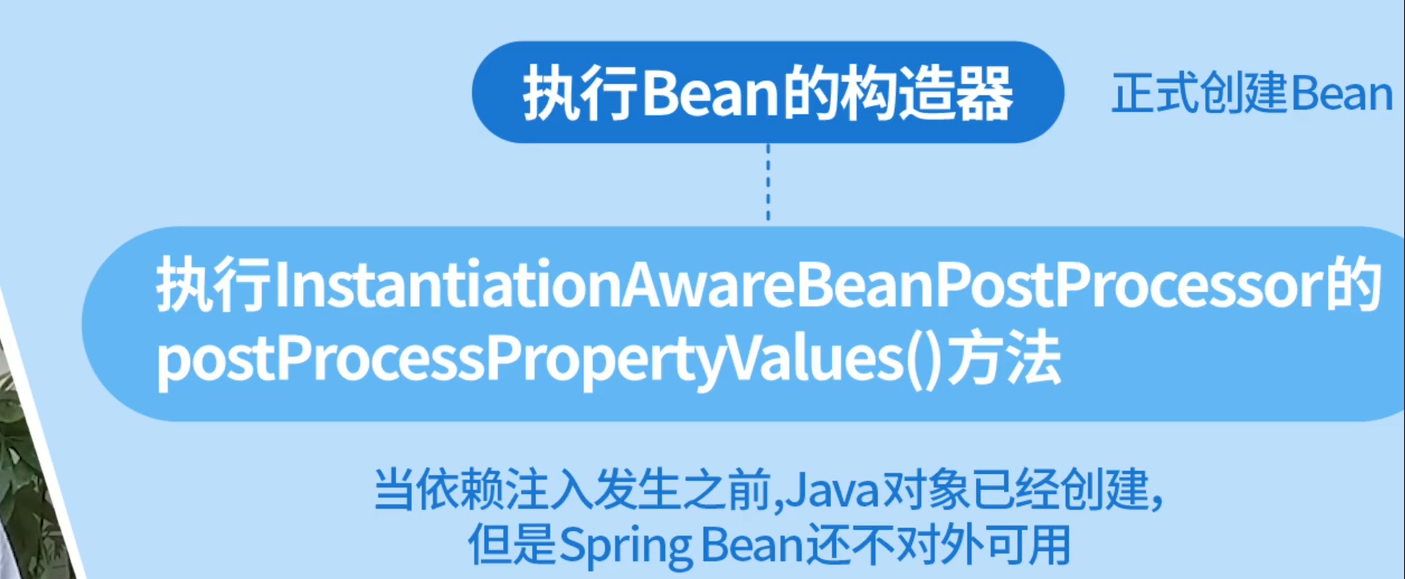 执行Bean的构造器
正式创建Bean
执行InstantiationAwareBeanPostProcessor的
postProcessPropertyValues()方法
当依赖注入发生之前,Java对象已经创建，
但是Spring Bean还不对外可用